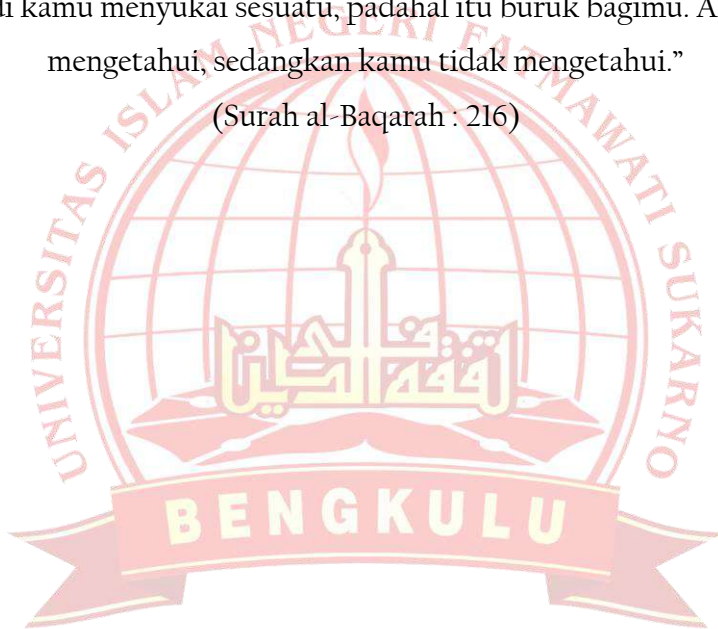 di kamu menyukai sesuatu, padahal itu buruk bagimu. A
mengetahui, sedangkan kamu tidak mengetahui.”
(Surah al-Baqarah : 216)
UNIVERSITAS ISLAM NEGERI FATMAWATI SUKARNO
BENGKULU